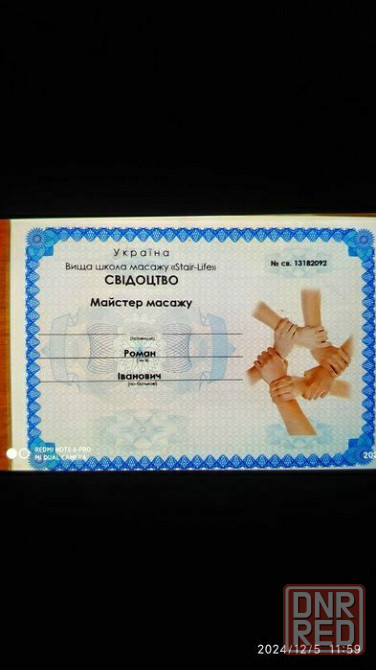 Україна
Вища школа масажу «Stair-Life»
№ св. 13182092
СВІДОЦТВО
Майстер масажу
(прізвище)
Роман
(ім'я)
Іванович
(по батькові)
REDMI NOTE 6 PRO
MI DUAL CAMERA
202
DNR
RED
2024/12/5 11:59